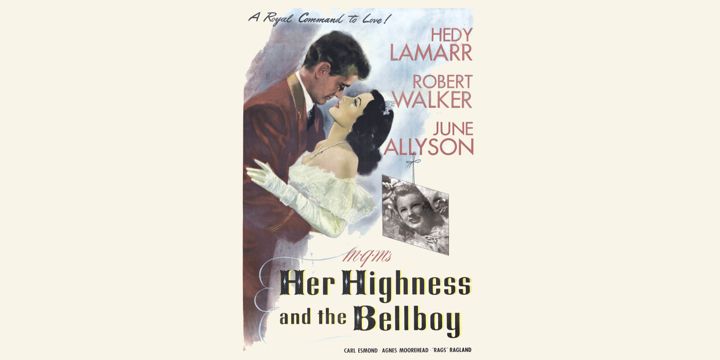 A Royal Command to Love!
HEDY
LAMARR
ROBERT
WALKER
JUNE
ALLYSON
M-G-M's
Her Highness
and the Bellboy
CARL ESMOND AGNES MOOREHEAD "RAGS" RAGLAND